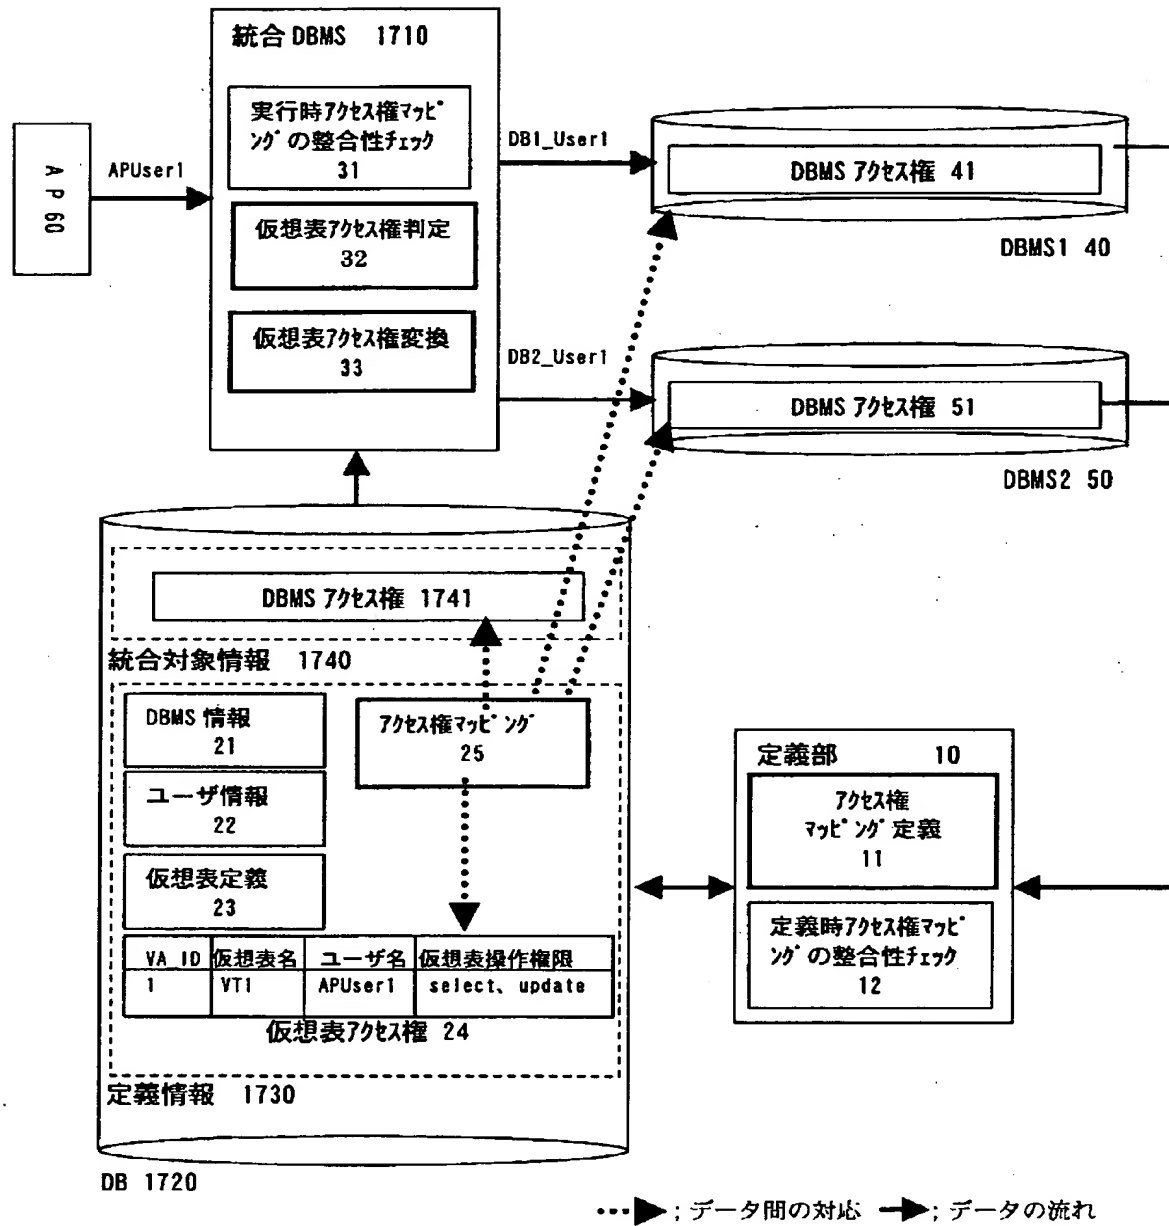 統合 DBMS 1710
実行時アクセス権マッピ
ングの整合性チェック
31
仮想表アクセス権判定
32
仮想表アクセス権変換
33
AP 60
APUser1
DB1_User1
DB2_User1
DBMS アクセス権 41
DBMS1 40
DBMS アクセス権 51
DBMS2 50
DBMS アクセス権 1741
統合対象情報 1740
DBMS 情報
21
ユーザ情報
22
仮想表定義
23
アクセス権マッピング
25
VA_ID 仮想表名 ユーザ名 仮想表操作権限
1 VT1 APUser1 select、update
仮想表アクセス権 24
定義情報 1730
DB 1720
定義部 10
アクセス権
マッピング定義
11
定義時アクセス権マッピ
ングの整合性チェック
12
；データ間の対応 ；データの流れ